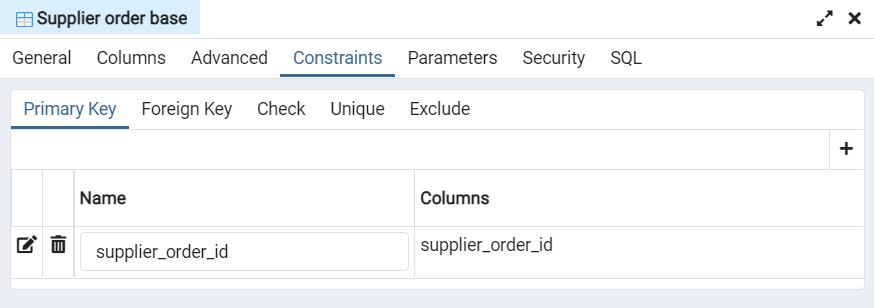 Supplier order base
General Columns Advanced Constraints Parameters Security SQL
Primary Key Foreign Key Check Unique Exclude
+
Name Columns
supplier_order_id supplier_order_id